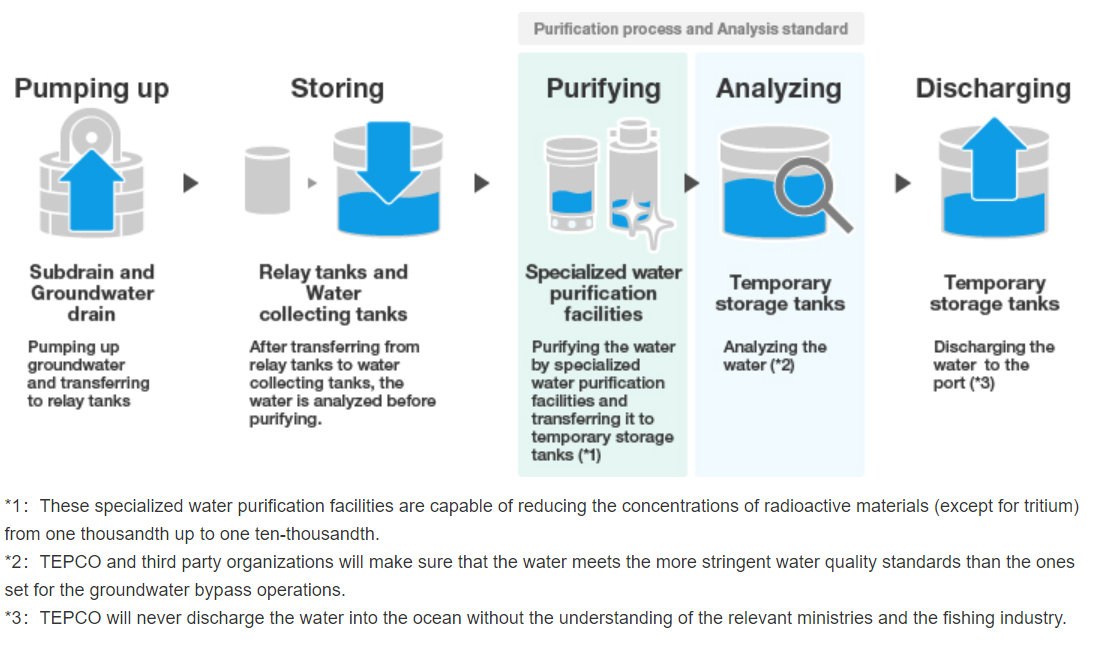 Purification process and Analysis standard
Pumping up
Storing
Purifying
Analyzing
Discharging
Subdrain and
Groundwater
drain
Pumping up
groundwater
and transferring
to relay tanks
Relay tanks and
Water
collecting tanks
After transferring from
relay tanks to water
collecting tanks, the
water is analyzed before
purifying.
Specialized water
purification
facilities
Purifying the water
by specialized
water purification
facilities and
transferring it to
temporary storage
tanks (*1)
Temporary
storage tanks
Analyzing the
water (*2)
Temporary
storage tanks
Discharging the
water to the
port (*3)
*1：These specialized water purification facilities are capable of reducing the concentrations of radioactive materials (except for tritium)
from one thousandth up to one ten-thousandth.
*2：TEPCO and third party organizations will make sure that the water meets the more stringent water quality standards than the ones
set for the groundwater bypass operations.
*3：TEPCO will never discharge the water into the ocean without the understanding of the relevant ministries and the fishing industry.